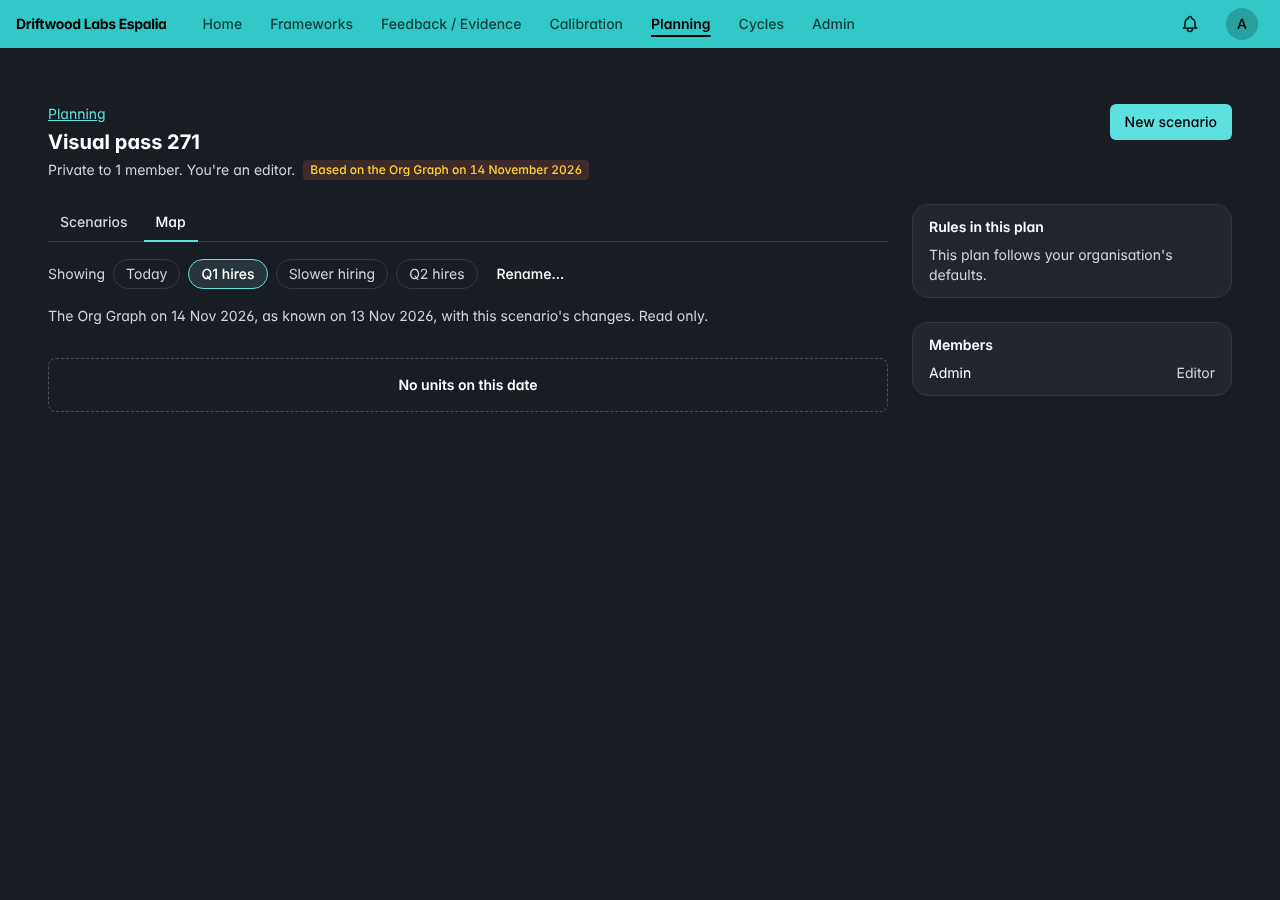 Driftwood Labs Espalia Home Frameworks Feedback / Evidence Calibration Planning Cycles Admin A
Planning
New scenario
Visual pass 271
Private to 1 member. You're an editor. Based on the Org Graph on 14 November 2026
Scenarios Map
Showing Today Q1 hires Slower hiring Q2 hires Rename...
The Org Graph on 14 Nov 2026, as known on 13 Nov 2026, with this scenario's changes. Read only.
No units on this date
Rules in this plan
This plan follows your organisation's
defaults.
Members
Admin Editor